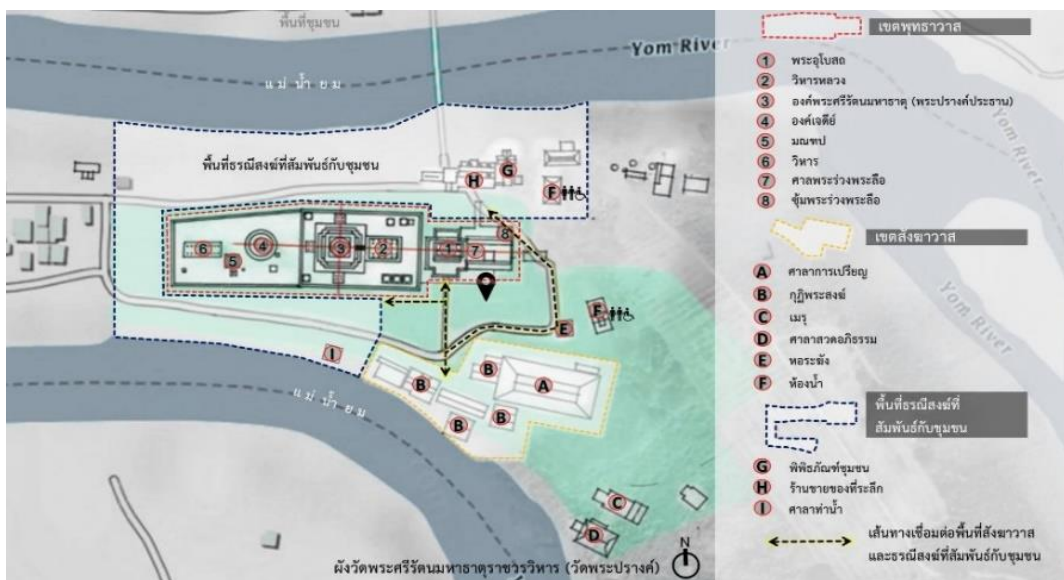 พื้นที่ชุมชน
Yom River
แม่น้ำยม
พื้นที่ธรณีสงฆ์ที่สัมพันธ์กับชุมชน
H
G
F
6
5
4
3
2
1
7
8
E
F
I
แม่น้ำยม
B
B
A
B
B
C
D
ผังวัดพระศรีรัตนมหาธาตุราชวรวิหาร (วัดพระปรางค์)
N
เขตพุทธาวาส
1 พระอุโบสถ
2 วิหารหลวง
3 องค์พระศรีรัตนมหาธาตุ (พระปรางค์ประธาน)
4 องค์เจดีย์
5 มณฑป
6 วิหาร
7 ศาลพระร่วงพระลือ
8 ซุ้มพระร่วงพระลือ
Yom River
เขตสังฆาวาส
A ศาลาการเปรียญ
B กุฏิพระสงฆ์
C เมรุ
D ศาลาสวดอภิธรรม
E หอระฆัง
F ห้องน้ำ
Yom River
พื้นที่ธรณีสงฆ์ที่
สัมพันธ์กับชุมชน
G พิพิธภัณฑ์ชุมชน
H ร้านขายของที่ระลึก
I ศาลาท่าน้ำ
เส้นทางเชื่อมต่อพื้นที่สังฆาวาส
และธรณีสงฆ์ที่สัมพันธ์กับชุมชน